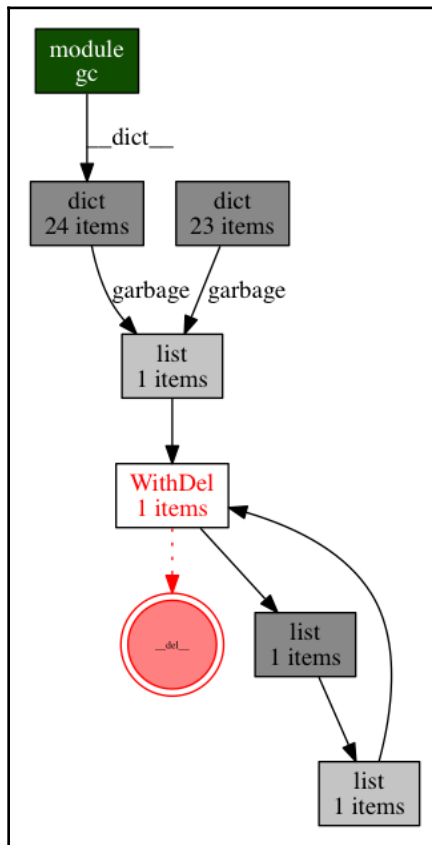 module
gc
__dict__
dict
24 items
dict
23 items
garbage
garbage
list
1 items
WithDel
1 items
__del__
list
1 items
list
1 items